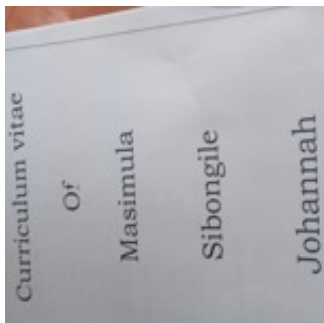 Curriculum vitae
Of
Masimula
Sibongile
Johannah